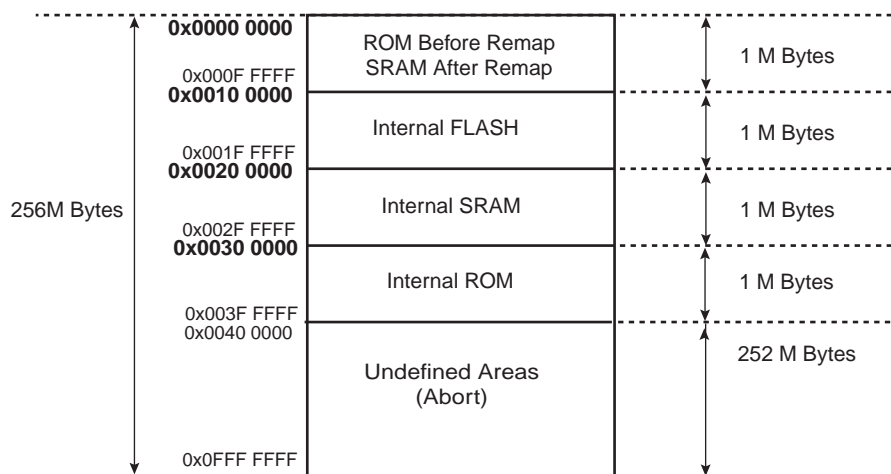 0x0000 0000
ROM Before Remap
SRAM After Remap
1 M Bytes
0x000F FFFF
0x0010 0000
Internal FLASH
1 M Bytes
0x001F FFFF
0x0020 0000
256M Bytes
Internal SRAM
1 M Bytes
0x002F FFFF
0x0030 0000
Internal ROM
1 M Bytes
0x003F FFFF
0x0040 0000
252 M Bytes
Undefined Areas
(Abort)
0x0FFF FFFF